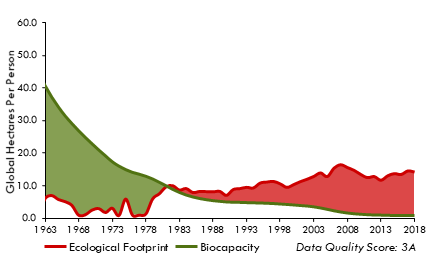 Global Hectares Per Person
60.0
50.0
40.0
30.0
20.0
10.0
0.0
1963 1968 1973 1978 1983 1988 1993 1998 2003 2008 2013 2018
Ecological Footprint Biocapacity Data Quality Score: 3A